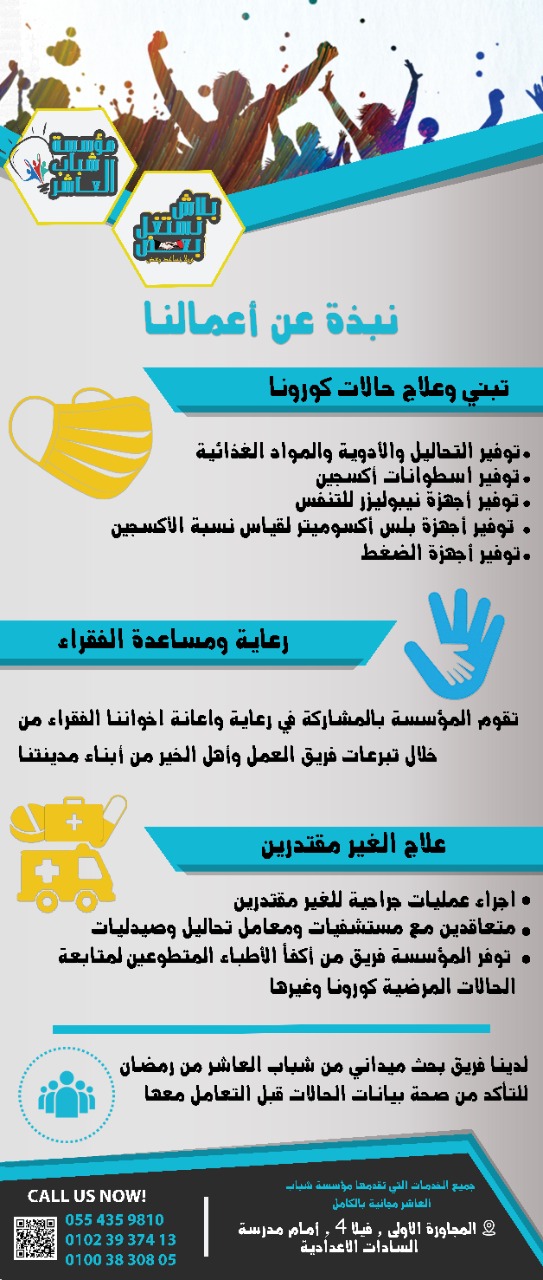 مؤسسة
شباب
العاشر
بلاش
نستغل
بعض
ويلا نساعد بعض
نبذة عن أعمالنا
تبني وعلاج حالات كورونا
• توفير التحاليل والأدوية والمواد الغذائية
• توفير اسطوانات أكسجين
• توفير أجهزة نيبوليزر للتنفس
• توفير أجهزة بلس أكسوميتر لقياس نسبة الأكسجين
• توفير أجهزة الضغط
رعاية ومساعدة الفقراء
تقوم المؤسسة بالمشاركة في رعاية واعانة اخواننا الفقراء من
خلال تبرعات فريق العمل وأهل الخير من أبناء مدينتنا
علاج الغير مقتدرين
• اجراء عمليات جراحية للغير مقتدرين
• متعاقدين مع مستشفيات ومعامل تحاليل وصيدليات
• توفر المؤسسة فريق من أكفأ الأطباء المتطوعين لمتابعة
الحالات المرضية كورونا وغيرها
لدينا فريق بحث ميداني من شباب العاشر من رمضان
للتأكد من صحة بيانات الحالات قبل التعامل معها
جميع الخدمات التي تقدمها مؤسسة شباب
العاشر مجانية بالكامل
المجاورة الاولى , فيلا 4 , أمام مدرسة
السادات الاعدادية
CALL US NOW!
055 435 9810
0102 39 374 13
0100 38 308 05